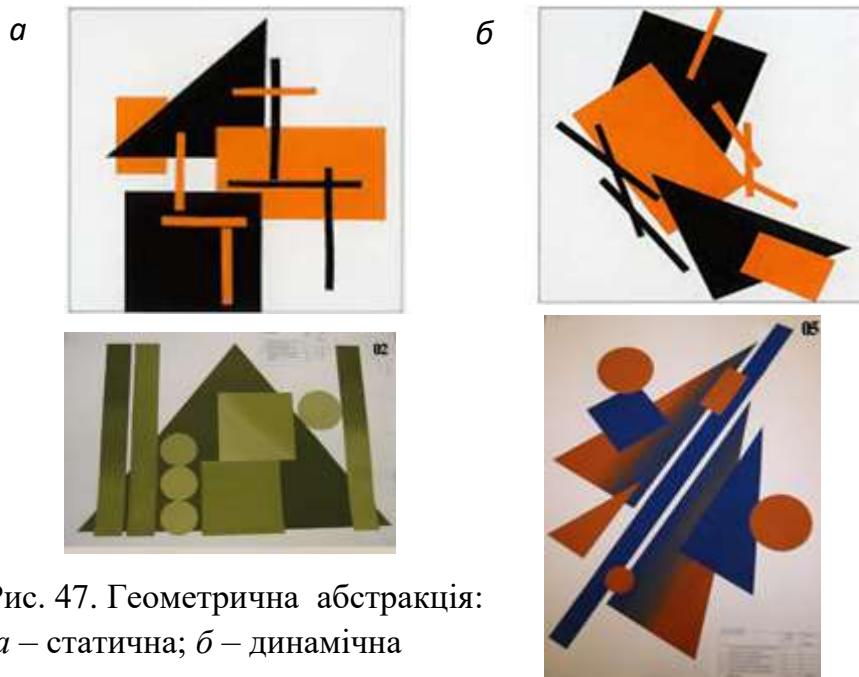 а
б
02
05
Рис. 47. Геометрична абстракція:
а – статична; б – динамічна